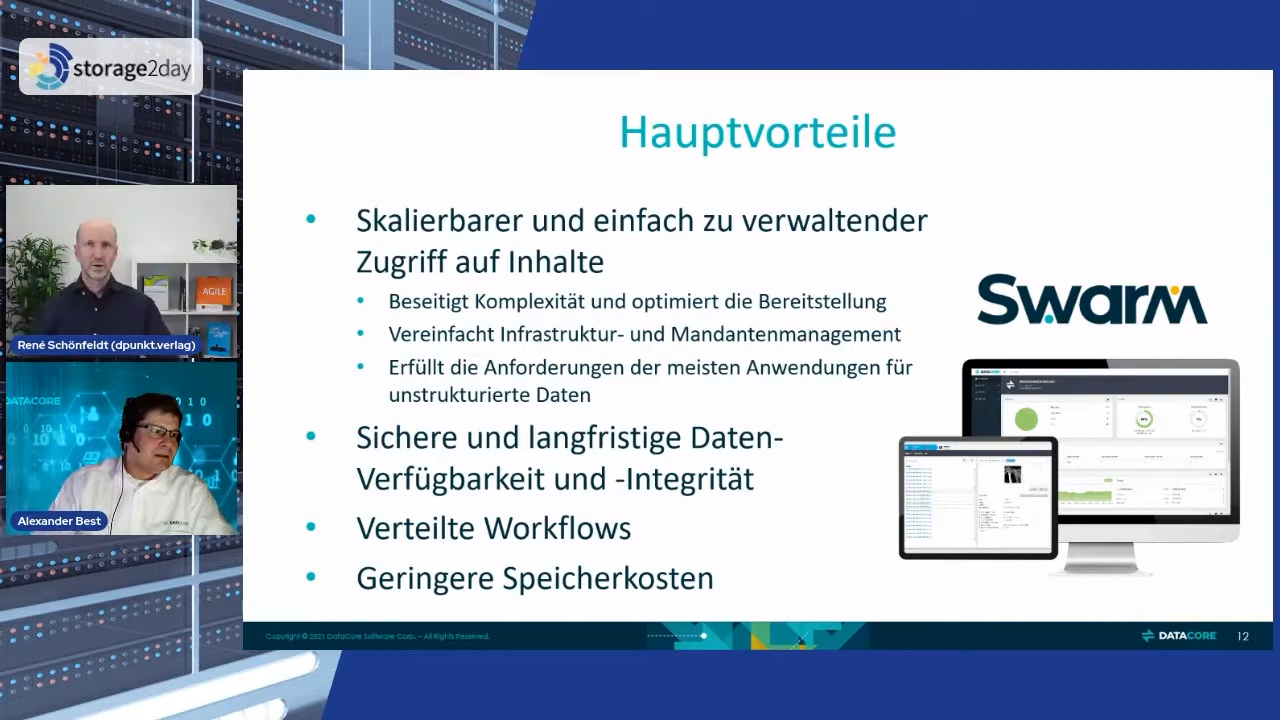 storage2day
Hauptvorteile
• Skalierbarer und einfach zu verwaltender
Zugriff auf Inhalte
• Beseitigt Komplexität und optimiert die Bereitstellung
• Vereinfacht Infrastruktur- und Mandantenmanagement
• Erfüllt die Anforderungen der meisten Anwendungen für
unstrukturierte Daten
• Sichere und langfristige Daten-
Verfügbarkeit und -Integrität
• Verteilte Workflows
• Geringere Speicherkosten
Swarm
AGILE
René Schönfeldt (dpunkt.verlag)
DATACORE
Alexander Best
Copyright © 2021 DataCore Software Corp. – All Rights Reserved.
DATACORE
12